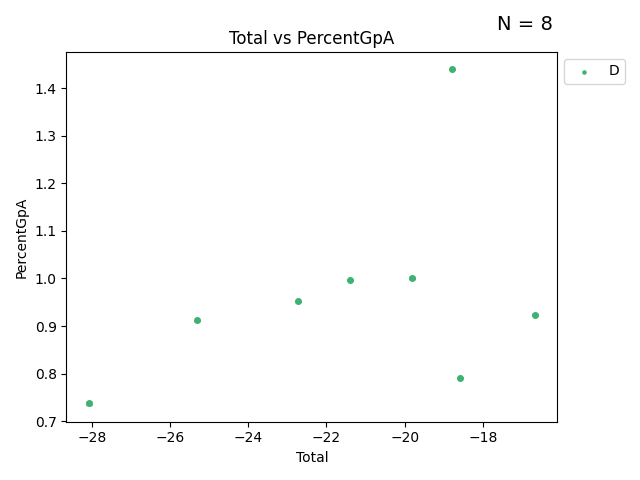 N = 8
Total vs PercentGpA
D
PercentGpA
1.4
1.3
1.2
1.1
1.0
0.9
0.8
0.7
−28 −26 −24 −22 −20 −18
Total